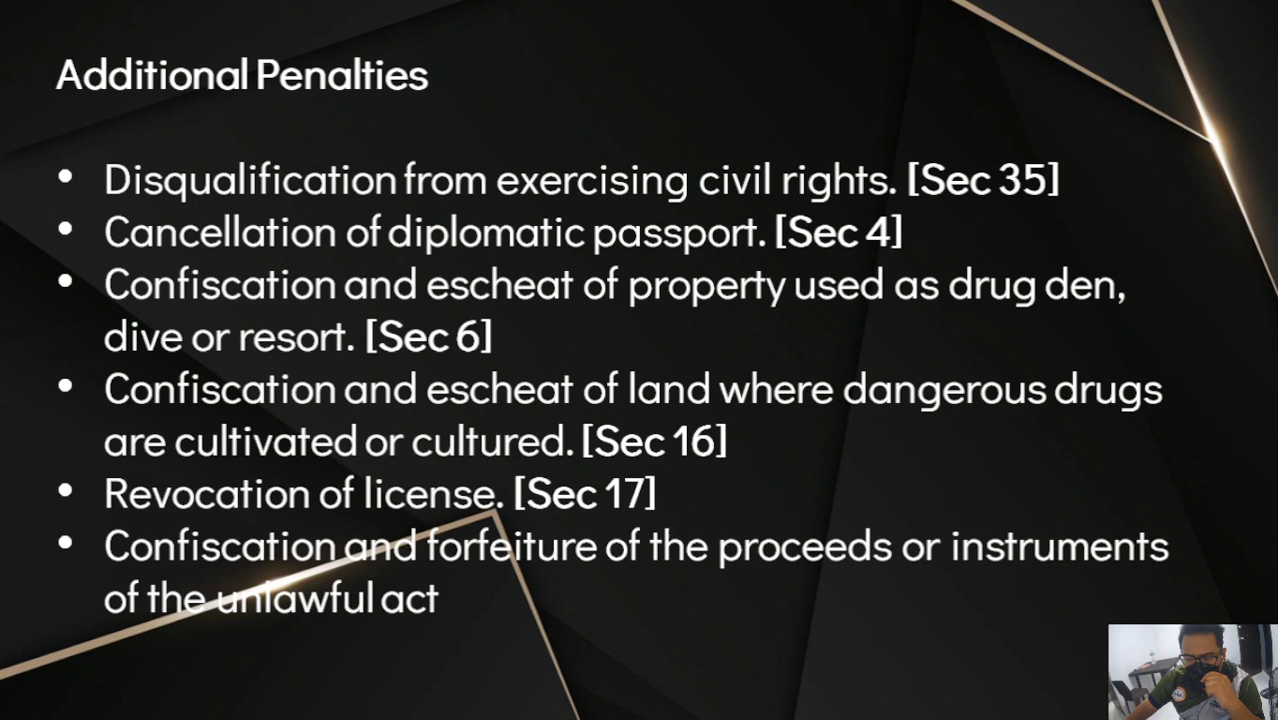 Additional Penalties
• Disqualification from exercising civil rights. [Sec 35]
• Cancellation of diplomatic passport. [Sec 4]
• Confiscation and escheat of property used as drug den,
dive or resort. [Sec 6]
• Confiscation and escheat of land where dangerous drugs
are cultivated or cultured. [Sec 16]
• Revocation of license. [Sec 17]
• Confiscation and forfeiture of the proceeds or instruments
of the unlawful act